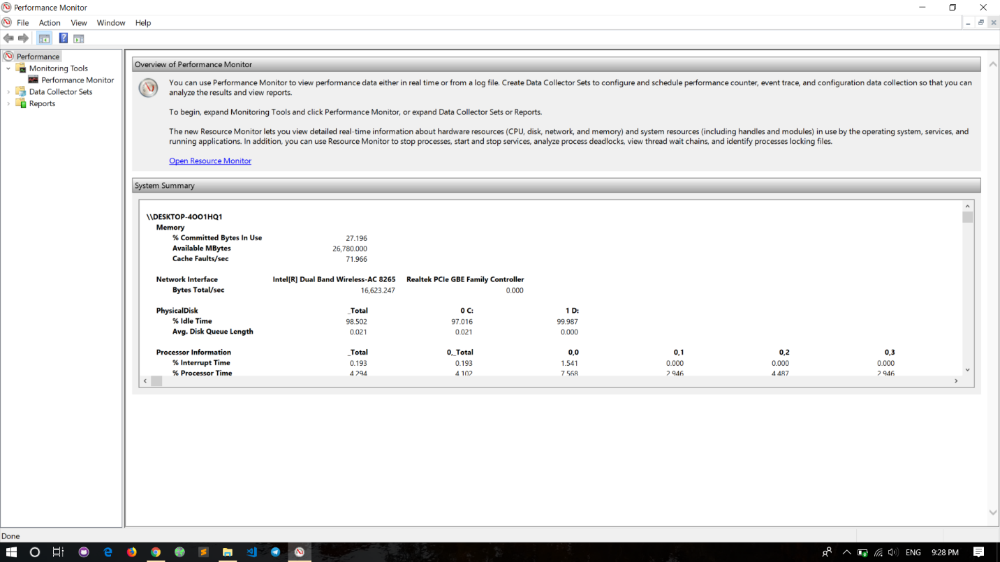 Performance Monitor
File Action View Window Help
Performance
Monitoring Tools
Performance Monitor
Data Collector Sets
Reports
Overview of Performance Monitor
You can use Performance Monitor to view performance data either in real time or from a log file. Create Data Collector Sets to configure and schedule performance counter, event trace, and configuration data collection so that you can
analyze the results and view reports.
To begin, expand Monitoring Tools and click Performance Monitor, or expand Data Collector Sets or Reports.
The new Resource Monitor lets you view detailed real-time information about hardware resources (CPU, disk, network, and memory) and system resources (including handles and modules) in use by the operating system, services, and
running applications. In addition, you can use Resource Monitor to stop processes, start and stop services, analyze process deadlocks, view thread wait chains, and identify processes locking files.
Open Resource Monitor
System Summary
\\DESKTOP-4OO1HQ1
Memory
% Committed Bytes In Use 27.196
Available MBytes 26,780.000
Cache Faults/sec 71.966
Network Interface Intel[R] Dual Band Wireless-AC 8265 Realtek PCIe GBE Family Controller
Bytes Total/sec 16,623.247 0.000
PhysicalDisk _Total 0 C: 1 D:
% Idle Time 98.502 97.016 99.987
Avg. Disk Queue Length 0.021 0.021 0.000
Processor Information _Total 0,_Total 0,0 0,1 0,2 0,3
% Interrupt Time 0.193 0.193 1.541 0.000 0.000 0.000
% Processor Time 4.294 4.102 7.568 2.946 4.487 2.946
Done
ENG 9:28 PM